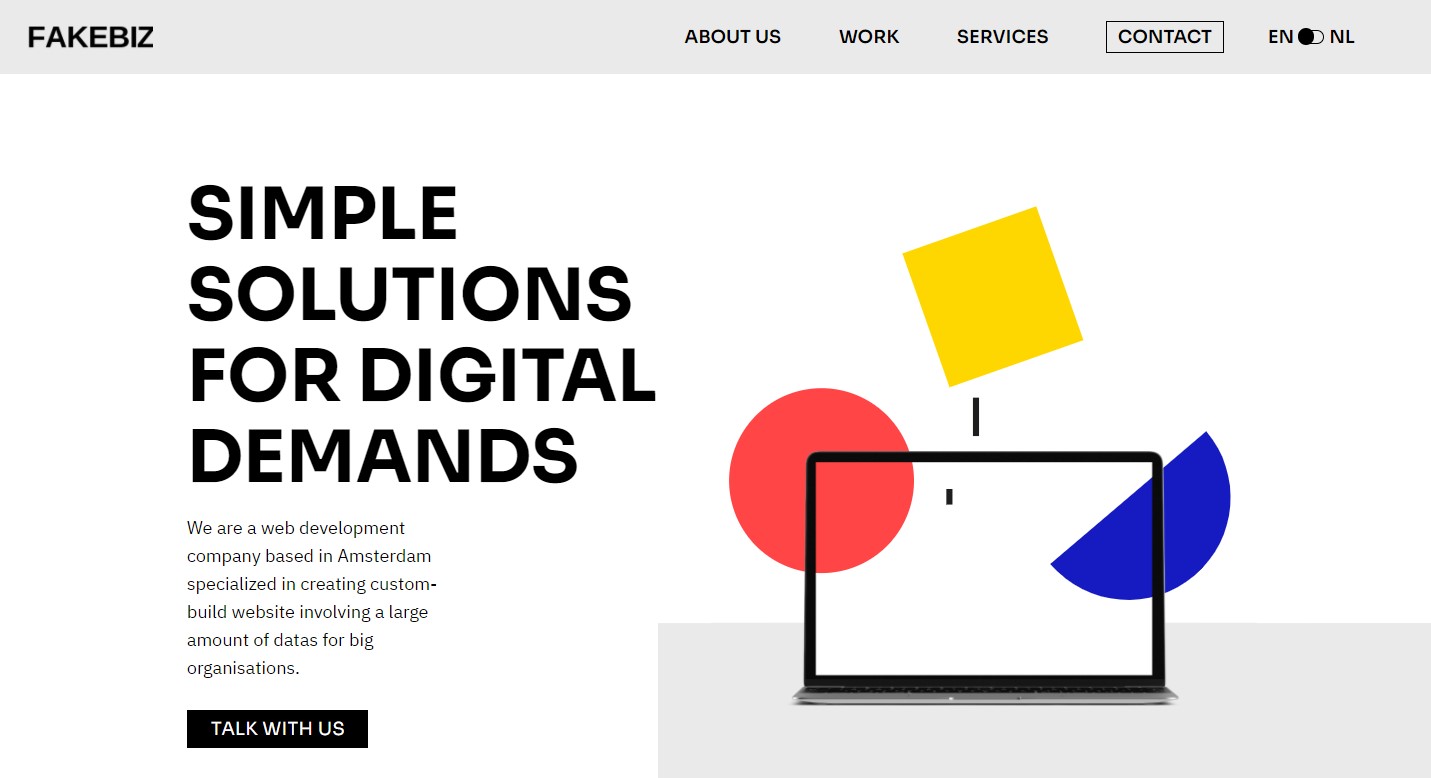 FAKEBIZ
ABOUT US
WORK
SERVICES
CONTACT
EN NL
SIMPLE
SOLUTIONS
FOR DIGITAL
DEMANDS
We are a web development
company based in Amsterdam
specialized in creating custom-
build website involving a large
amount of datas for big
organisations.
TALK WITH US